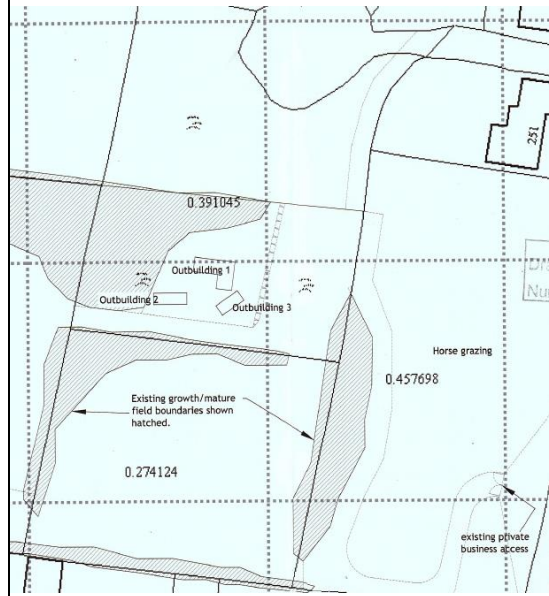 251
0.391045
Outbuilding 1
Outbuilding 2
Outbuilding 3
Horse grazing
0.457698
Existing growth/mature
field boundaries shown
hatched.
0.274124
existing private
business access